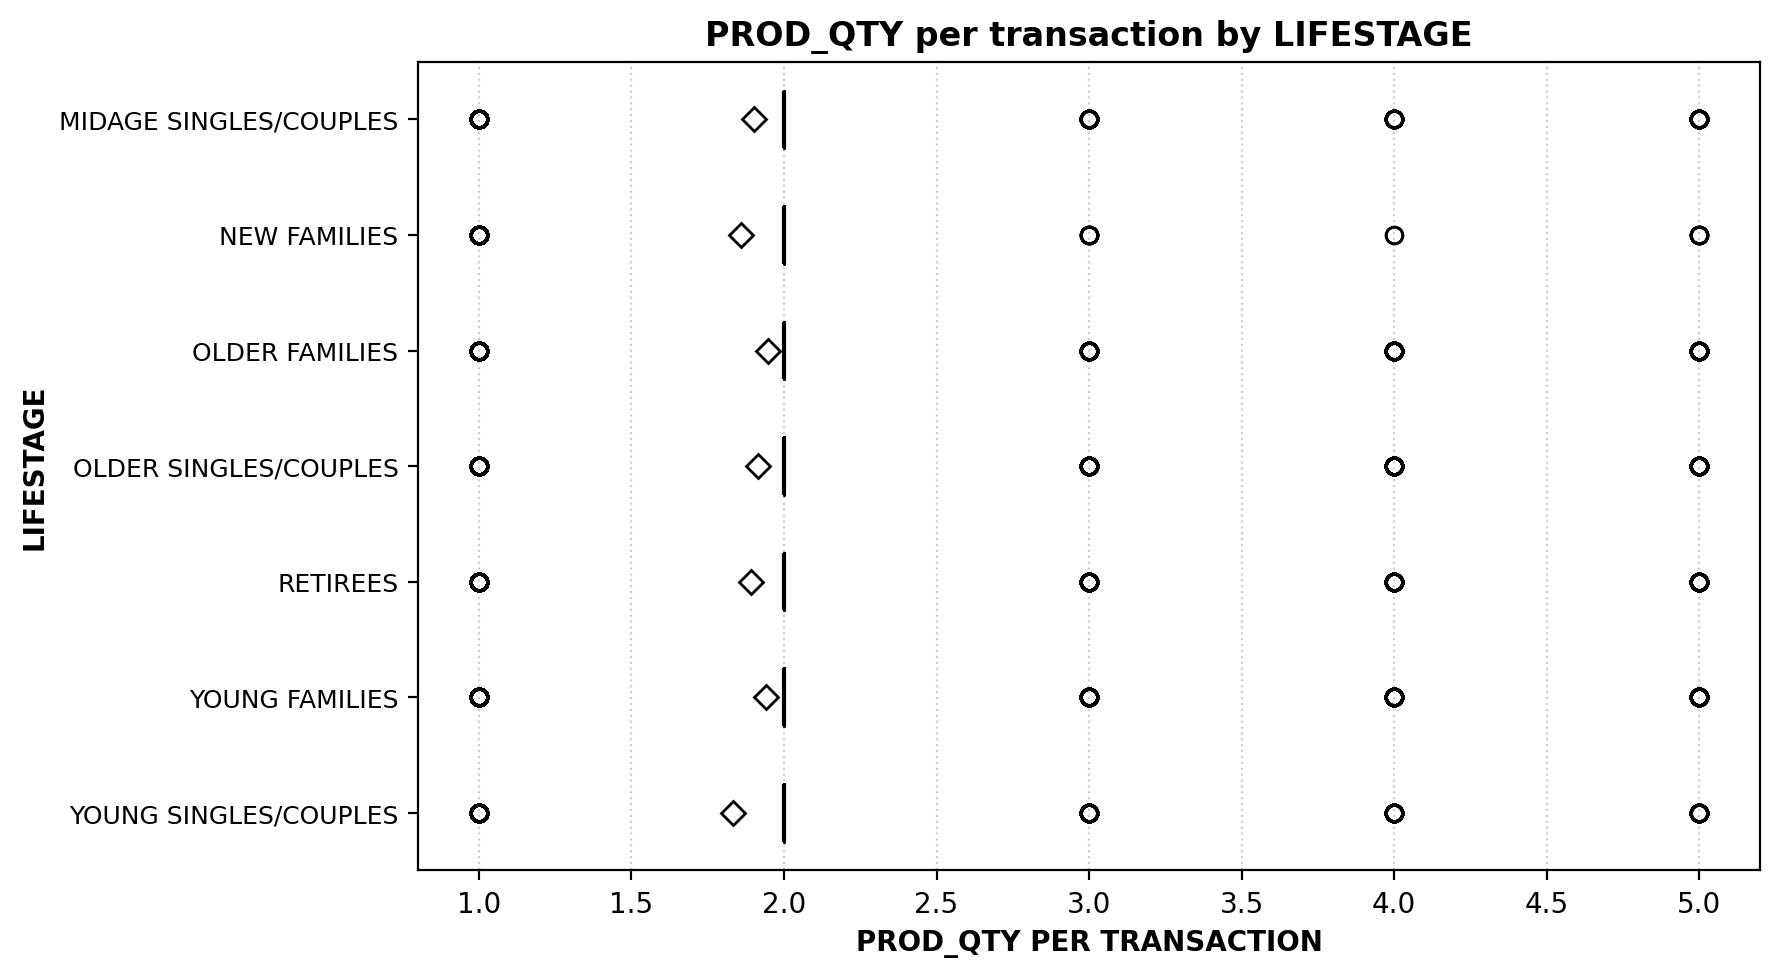 PROD_QTY per transaction by LIFESTAGE
MIDAGE SINGLES/COUPLES
NEW FAMILIES
OLDER FAMILIES
OLDER SINGLES/COUPLES
RETIREES
YOUNG FAMILIES
YOUNG SINGLES/COUPLES
LIFESTAGE
1.0 1.5 2.0 2.5 3.0 3.5 4.0 4.5 5.0
PROD_QTY PER TRANSACTION